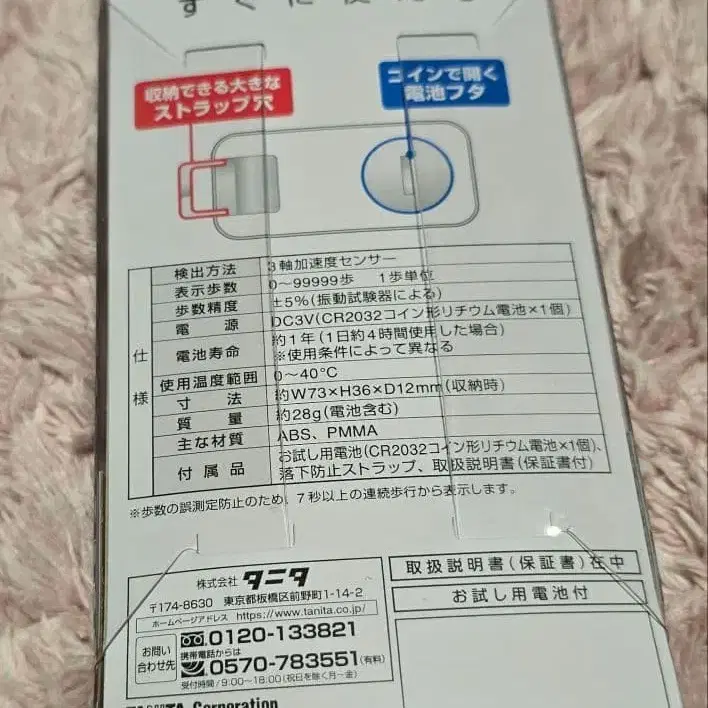 すぐに使える
収納できる大きな
ストラップ穴
コインで開く
電池フタ
仕様
検出方法 3軸加速度センサー
表示歩数 0～99999歩 1歩単位
歩数精度 ±5%(振動試験器による)
電源 DC3V(CR2032コイン形リチウム電池×1個)
電池寿命 約1年(1日約4時間使用した場合)
※使用条件によって異なる
使用温度範囲 0～40℃
寸法 約W73×H36×D12mm(収納時)
質量 約28g(電池含む)
主な材質 ABS、PMMA
付属品 お試し用電池(CR2032コイン形リチウム電池×1個)、
落下防止ストラップ、取扱説明書(保証書付)
※歩数の誤測定防止のため、7秒以上の連続歩行から表示します。
株式会社 タニタ
〒174-8630 東京都板橋区前野町1-14-2
ホームページアドレス https://www.tanita.co.jp/
お問い
合わせ先
0120-133821
携帯電話からは
0570-783551(有料)
受付時間/9:00～18:00(祝日を除く月～金)
TANITA Corporation
取扱説明書(保証書)在中
お試し用電池付